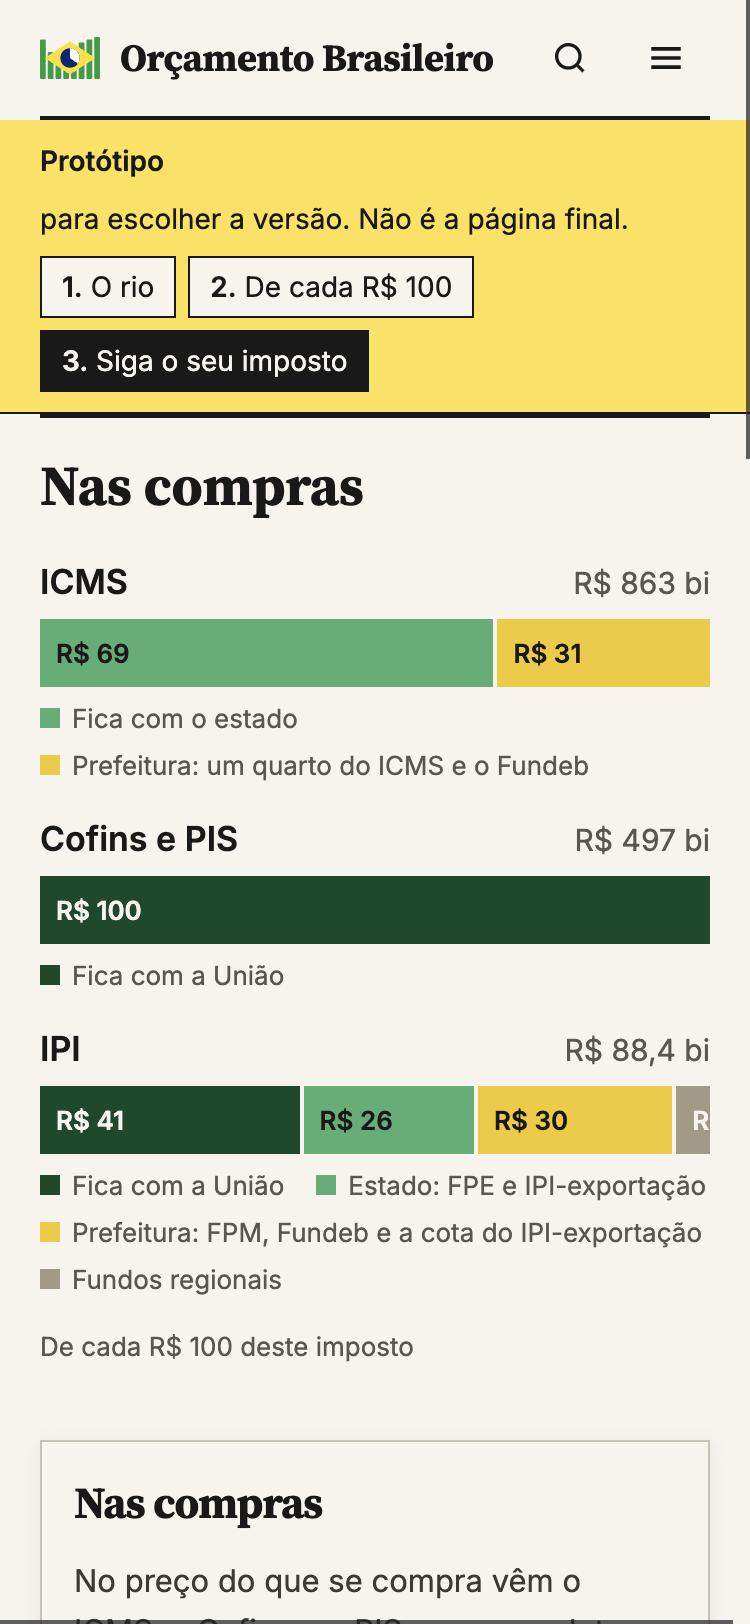 Orçamento Brasileiro
Protótipo
para escolher a versão. Não é a página final.
1. O rio
2. De cada R$ 100
3. Siga o seu imposto
Nas compras
ICMS R$ 863 bi
R$ 69 R$ 31
Fica com o estado
Prefeitura: um quarto do ICMS e o Fundeb
Cofins e PIS R$ 497 bi
R$ 100
Fica com a União
IPI R$ 88,4 bi
R$ 41 R$ 26 R$ 30
Fica com a União Estado: FPE e IPI-exportação
Prefeitura: FPM, Fundeb e a cota do IPI-exportação
Fundos regionais
De cada R$ 100 deste imposto
Nas compras
No preço do que se compra vêm o